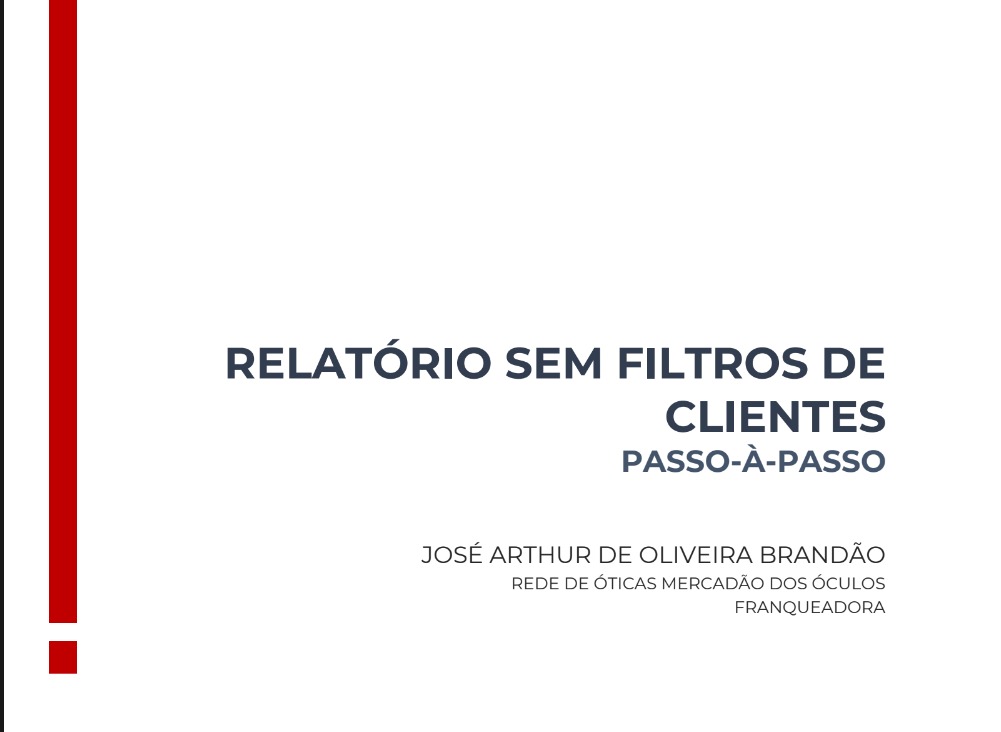 RELATÓRIO SEM FILTROS DE
CLIENTES
PASSO-À-PASSO
JOSÉ ARTHUR DE OLIVEIRA BRANDÃO
REDE DE ÓTICAS MERCADÃO DOS ÓCULOS
FRANQUEADORA